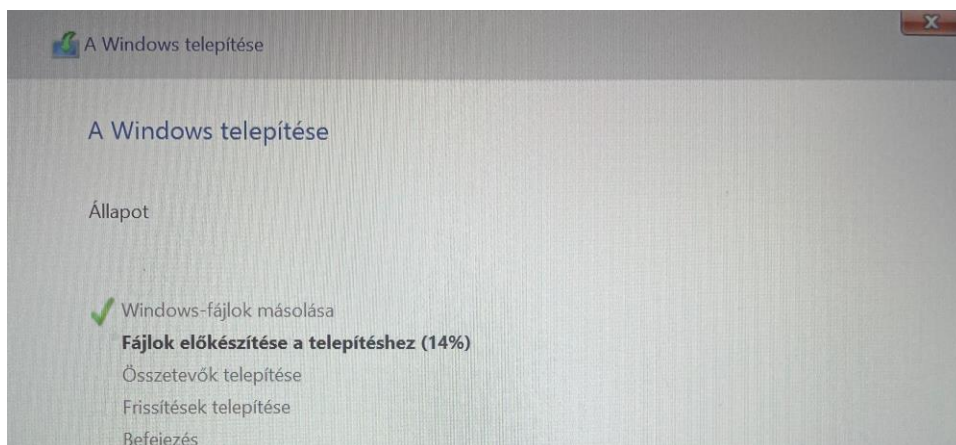 A Windows telepítése
A Windows telepítése
Állapot
Windows-fájlok másolása
Fájlok előkészítése a telepítéshez (14%)
Összetevők telepítése
Frissítések telepítése
Befejezés